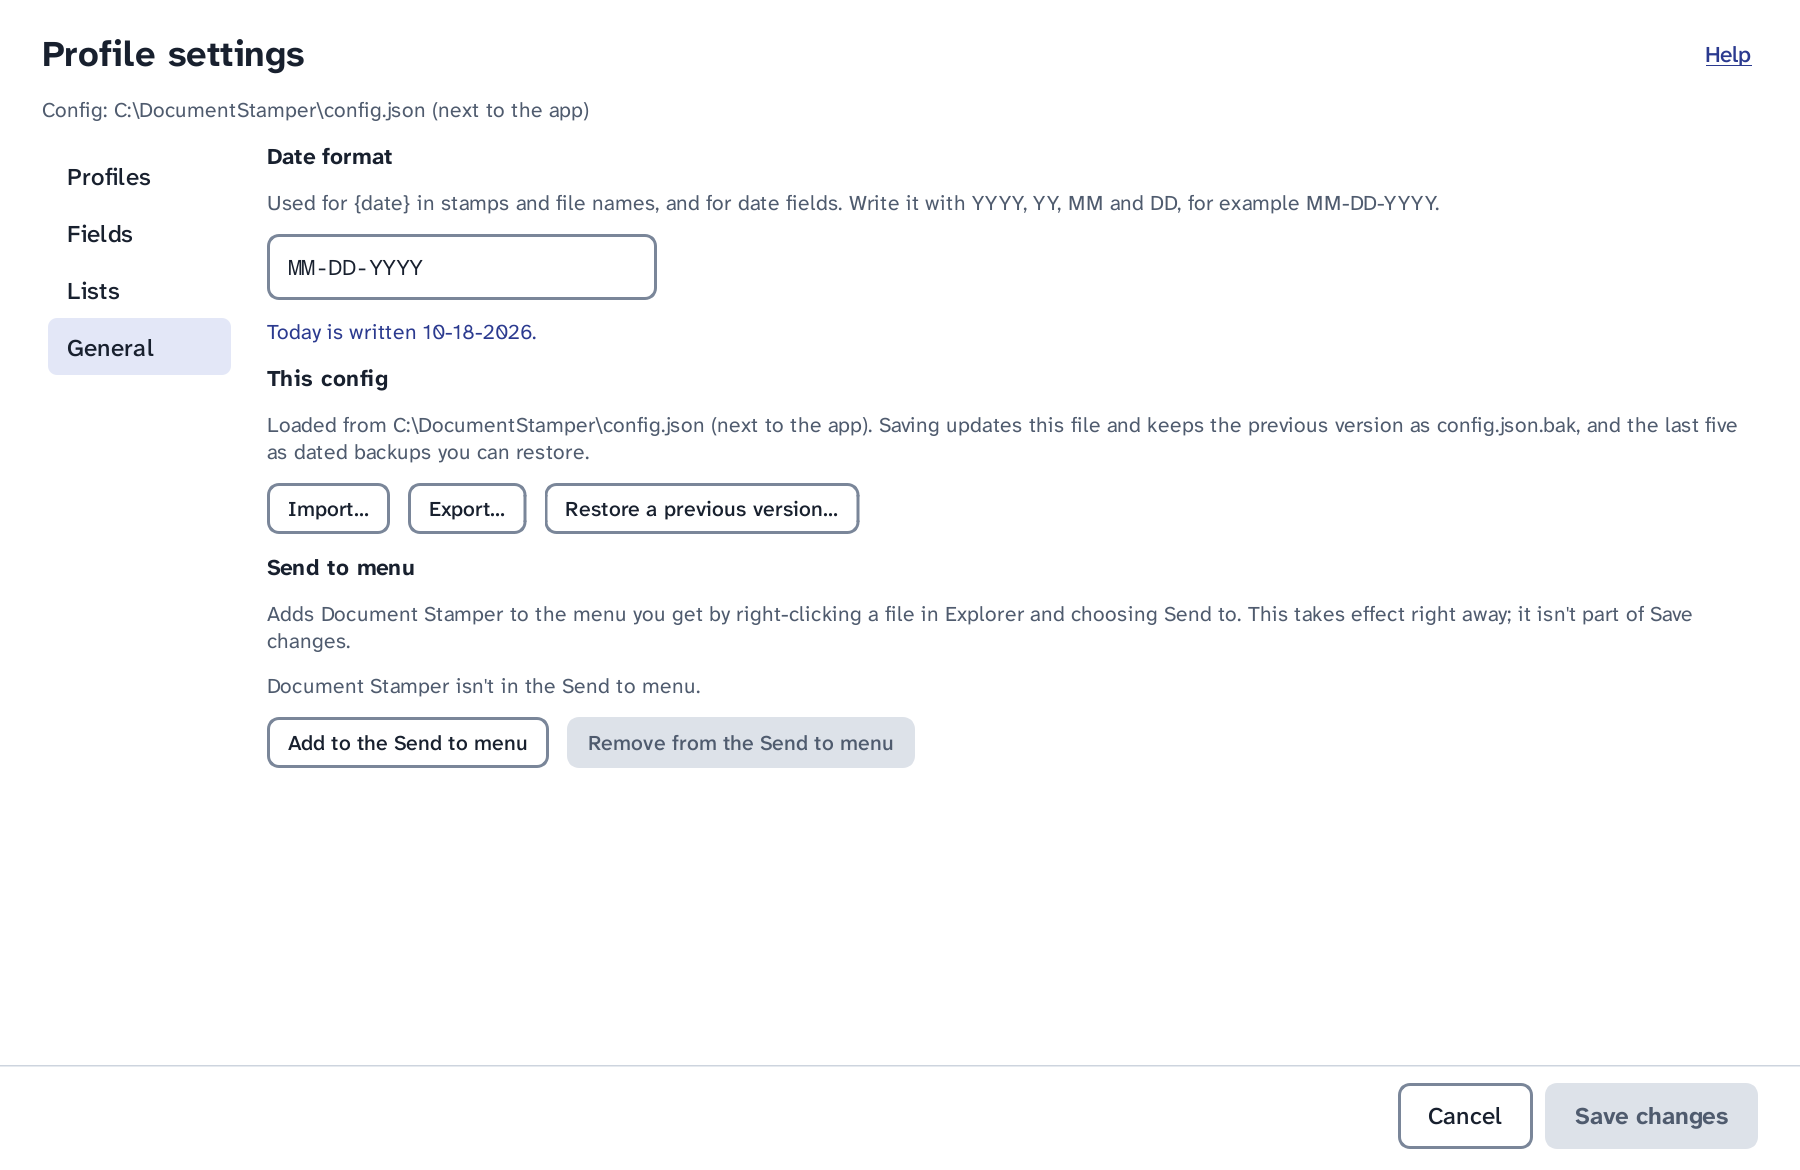 Profile settings
Help
Config: C:\DocumentStamper\config.json (next to the app)
Profiles
Fields
Lists
General
Date format
Used for {date} in stamps and file names, and for date fields. Write it with YYYY, YY, MM and DD, for example MM-DD-YYYY.
MM-DD-YYYY
Today is written 10-18-2026.
This config
Loaded from C:\DocumentStamper\config.json (next to the app). Saving updates this file and keeps the previous version as config.json.bak, and the last five
as dated backups you can restore.
Import...
Export...
Restore a previous version...
Send to menu
Adds Document Stamper to the menu you get by right-clicking a file in Explorer and choosing Send to. This takes effect right away; it isn't part of Save
changes.
Document Stamper isn't in the Send to menu.
Add to the Send to menu
Remove from the Send to menu
Cancel
Save changes